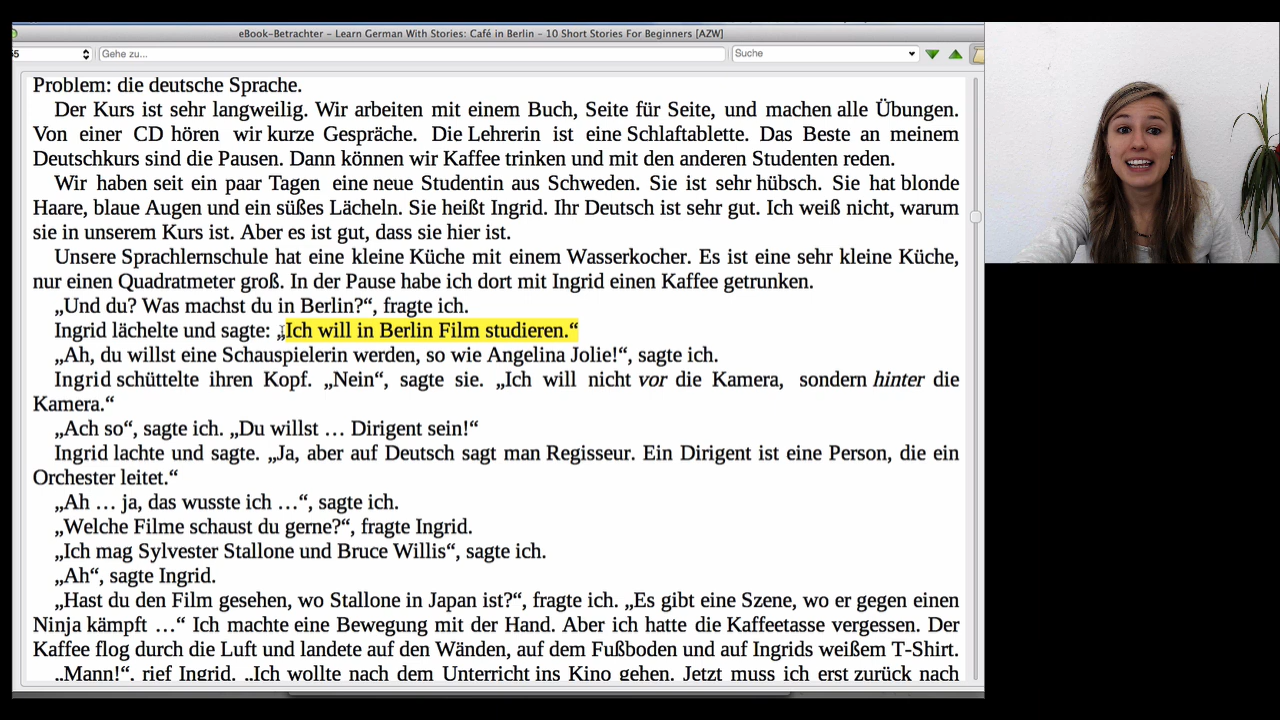 eBook-Betrachter – Learn German With Stories: Café in Berlin - 10 Short Stories For Beginners [AZW]
Gehe zu...
Suche
Problem: die deutsche Sprache.
Der Kurs ist sehr langweilig. Wir arbeiten mit einem Buch, Seite für Seite, und machen alle Übungen.
Von einer CD hören wir kurze Gespräche. Die Lehrerin ist eine Schlaftablette. Das Beste an meinem
Deutschkurs sind die Pausen. Dann können wir Kaffee trinken und mit den anderen Studenten reden.
Wir haben seit ein paar Tagen eine neue Studentin aus Schweden. Sie ist sehr hübsch. Sie hat blonde
Haare, blaue Augen und ein süßes Lächeln. Sie heißt Ingrid. Ihr Deutsch ist sehr gut. Ich weiß nicht, warum
sie in unserem Kurs ist. Aber es ist gut, dass sie hier ist.
Unsere Sprachlernschule hat eine kleine Küche mit einem Wasserkocher. Es ist eine sehr kleine Küche,
nur einen Quadratmeter groß. In der Pause habe ich dort mit Ingrid einen Kaffee getrunken.
„Und du? Was machst du in Berlin?“, fragte ich.
Ingrid lächelte und sagte: „Ich will in Berlin Film studieren.“
„Ah, du willst eine Schauspielerin werden, so wie Angelina Jolie!“, sagte ich.
Ingrid schüttelte ihren Kopf. „Nein“, sagte sie. „Ich will nicht vor die Kamera, sondern hinter die
Kamera.“
„Ach so“, sagte ich. „Du willst … Dirigent sein!“
Ingrid lachte und sagte. „Ja, aber auf Deutsch sagt man Regisseur. Ein Dirigent ist eine Person, die ein
Orchester leitet.“
„Ah … ja, das wusste ich …“, sagte ich.
„Welche Filme schaust du gerne?“, fragte Ingrid.
„Ich mag Sylvester Stallone und Bruce Willis“, sagte ich.
„Ah“, sagte Ingrid.
„Hast du den Film gesehen, wo Stallone in Japan ist?“, fragte ich. „Es gibt eine Szene, wo er gegen einen
Ninja kämpft …“ Ich machte eine Bewegung mit der Hand. Aber ich hatte die Kaffeetasse vergessen. Der
Kaffee flog durch die Luft und landete auf den Wänden, auf dem Fußboden und auf Ingrids weißem T-Shirt.
„Mann!“, rief Ingrid. „Ich wollte nach dem Unterricht ins Kino gehen. Jetzt muss ich erst zurück nach